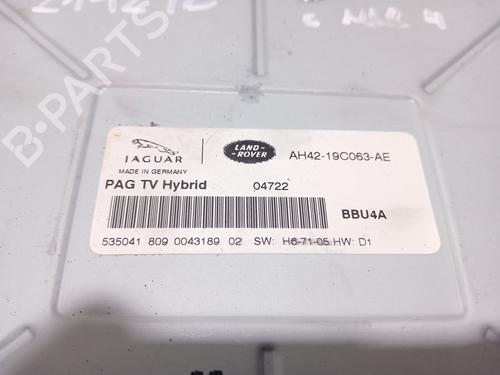 B-PARTS
JAGUAR
LAND-
ROVER
AH42-19C063-AE
MADE IN GERMANY
PAG TV Hybrid 04722
BBU4A
535041 809 0043189 02 SW: H6-71-05 HW: D1